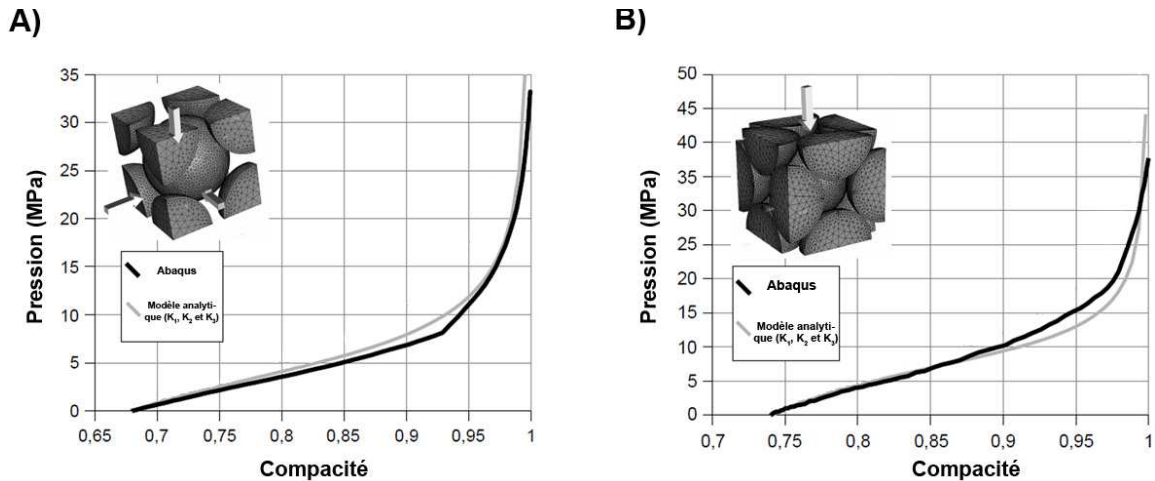 A)
Pression (MPa)
35
30
25
20
15
10
5
0
Abaqus
Modèle analyti-
que (K1, K2 et K3)
0,65 0,7 0,75 0,8 0,85 0,9 0,95 1
Compacité
B)
Pression (MPa)
50
45
40
35
30
25
20
15
10
5
0
Abaqus
Modèle analyti-
que (K1, K2 et K3)
0,7 0,75 0,8 0,85 0,9 0,95 1
Compacité